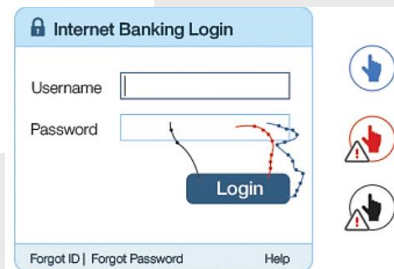 Internet Banking Login
Username
Password
Login
Forgot ID | Forgot Password Help